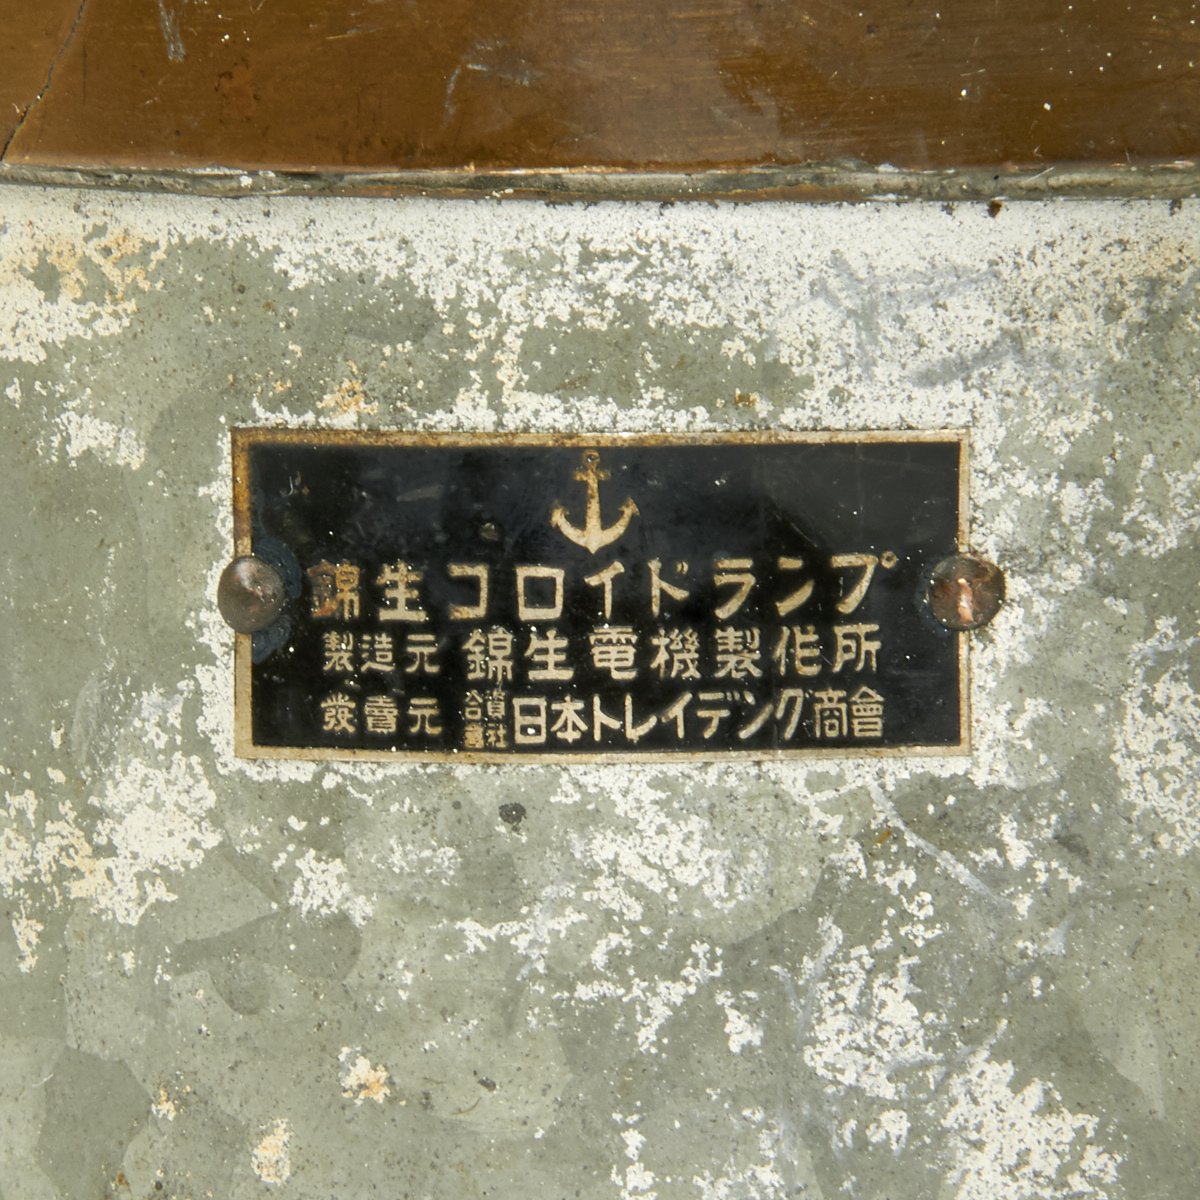 錦生コロイドランプ
製造元 錦生電機製作所
發賣元 合資會社 日本トレイデング商會